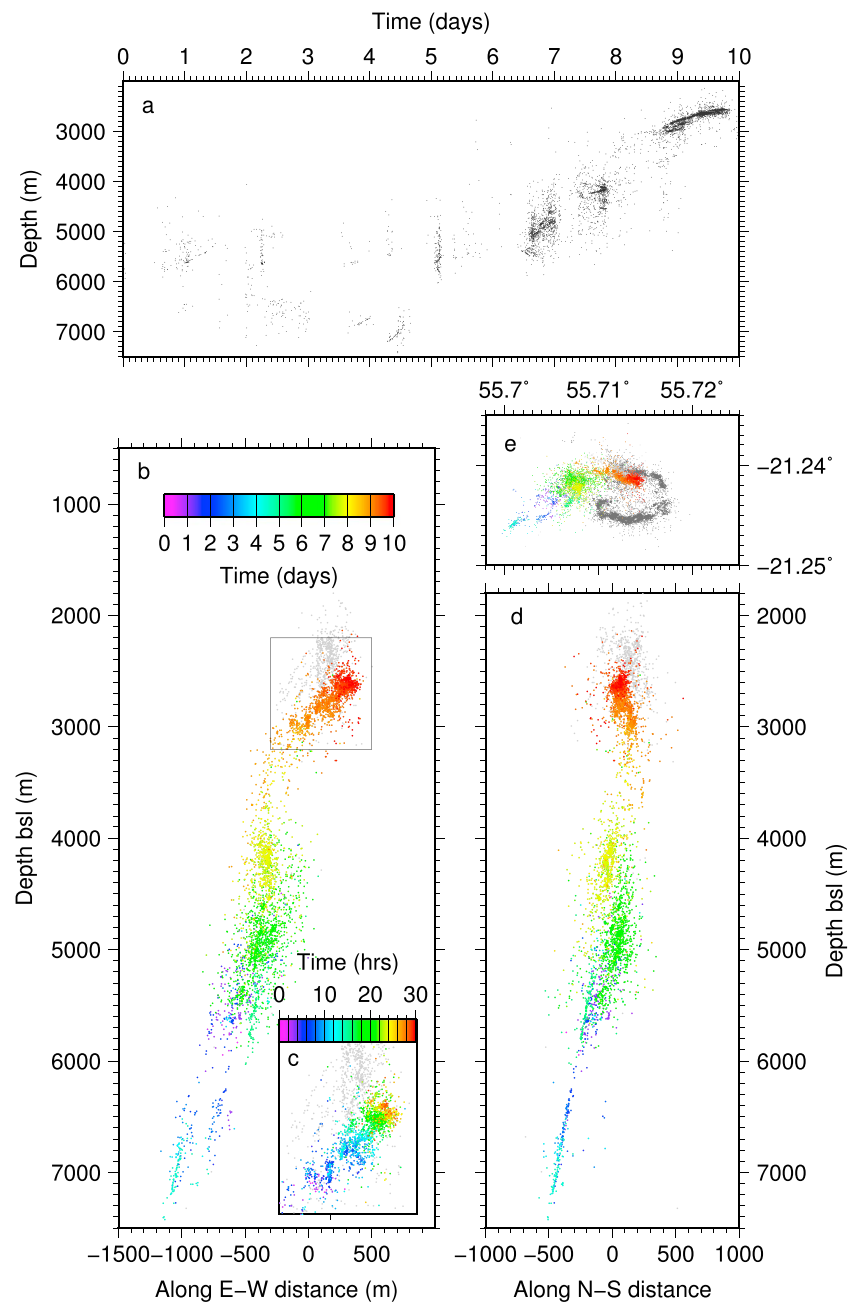 Time (days)
0 1 2 3 4 5 6 7 8 9 10
a
3000
4000
5000
6000
7000
Depth (m)
55.7° 55.71° 55.72°
e
−21.24°
−21.25°
b
0 1 2 3 4 5 6 7 8 9 10
Time (days)
1000
2000
3000
4000
5000
6000
7000
Depth bsl (m)
Time (hrs)
0 10 20 30
c
−1500 −1000 −500 0 500
Along E−W distance (m)
d
2000
3000
4000
5000
6000
7000
Depth bsl (m)
−1000 −500 0 500 1000
Along N−S distance